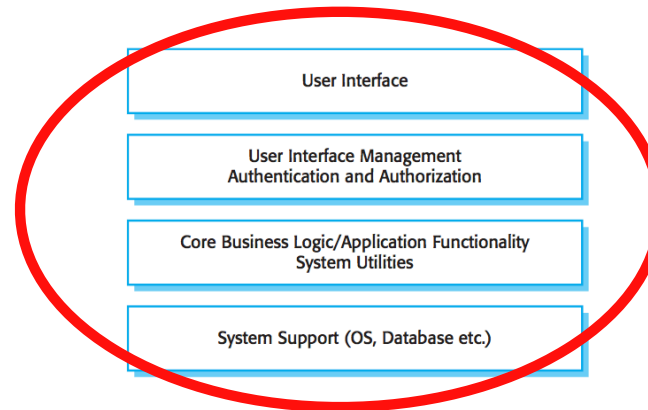 User Interface
User Interface Management
Authentication and Authorization
Core Business Logic/Application Functionality
System Utilities
System Support (OS, Database etc.)